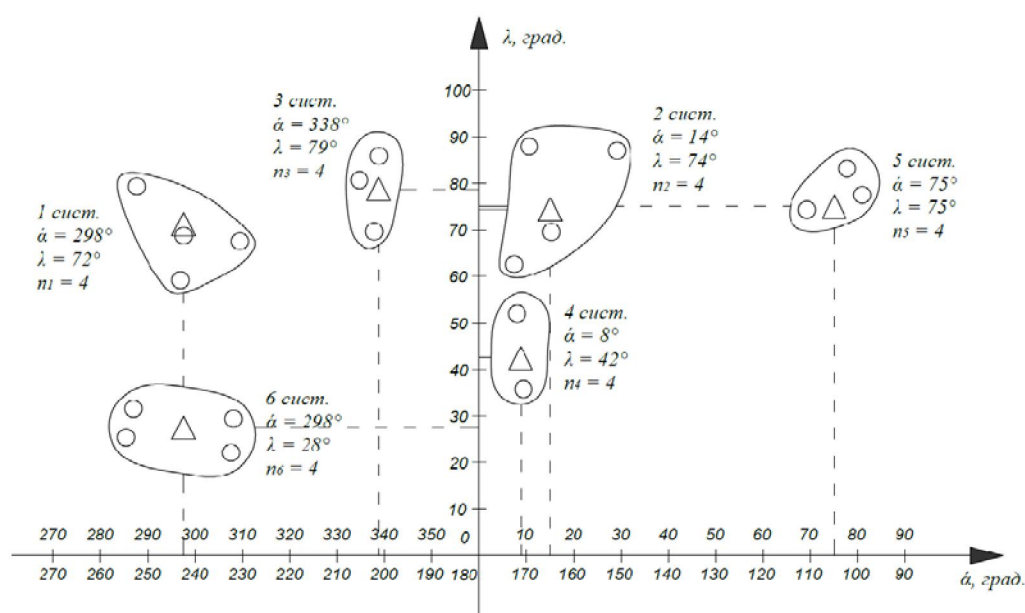 λ, град.
100
90
80
70
60
50
40
30
20
10
0
3 сист.
ά = 338°
λ = 79°
n₃ = 4
2 сист.
ά = 14°
λ = 74°
n₂ = 4
5 сист.
ά = 75°
λ = 75°
n₅ = 4
1 сист.
ά = 298°
λ = 72°
n₁ = 4
4 сист.
ά = 8°
λ = 42°
n₄ = 4
6 сист.
ά = 298°
λ = 28°
n₆ = 4
270 280 290 300 310 320 330 340 350 10 20 30 40 50 60 70 80 90
270 260 250 240 230 220 210 200 190 180 170 160 150 140 130 120 110 100 90
ά, град.